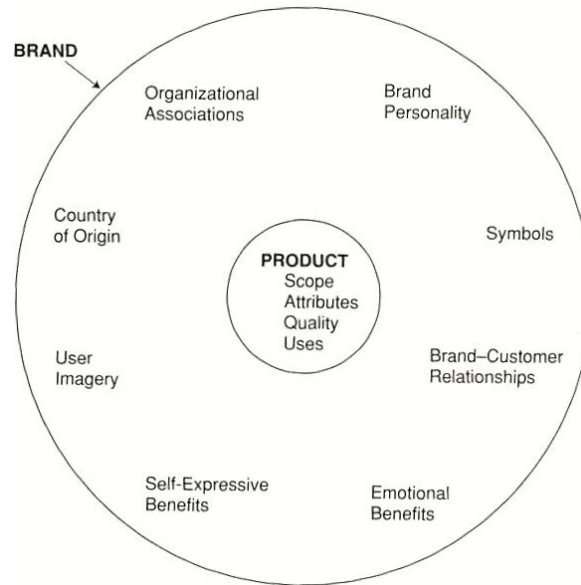 BRAND
Organizational
Associations
Brand
Personality
Country
of Origin
Symbols
PRODUCT
Scope
Attributes
Quality
Uses
User
Imagery
Brand–Customer
Relationships
Self-Expressive
Benefits
Emotional
Benefits